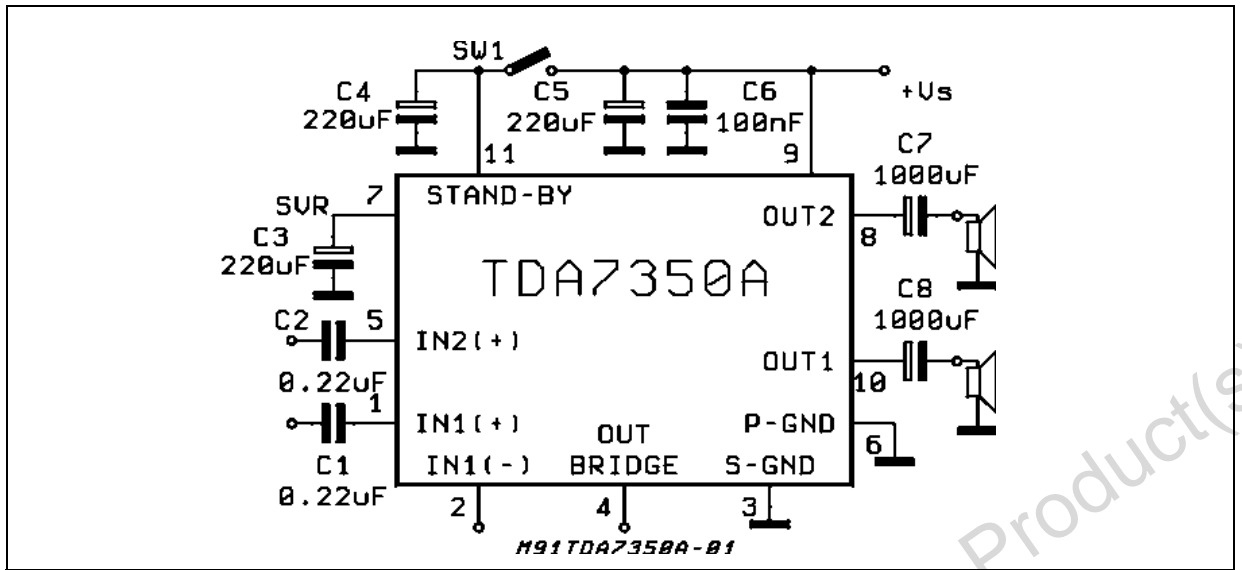 SW1
C4
220uF
C5
220uF
C6
100nF
+Vs
11
9
C7
1000uF
7
STAND-BY
SVR
OUT2
8
C3
220uF
TDA7350A
C8
1000uF
C2
5
IN2(+)
0.22uF
OUT1
10
1
IN1(+)
OUT
BRIDGE
P-GND
6
C1
0.22uF
IN1(-)
S-GND
2
4
3
M91TDA7350A-01
Product(s